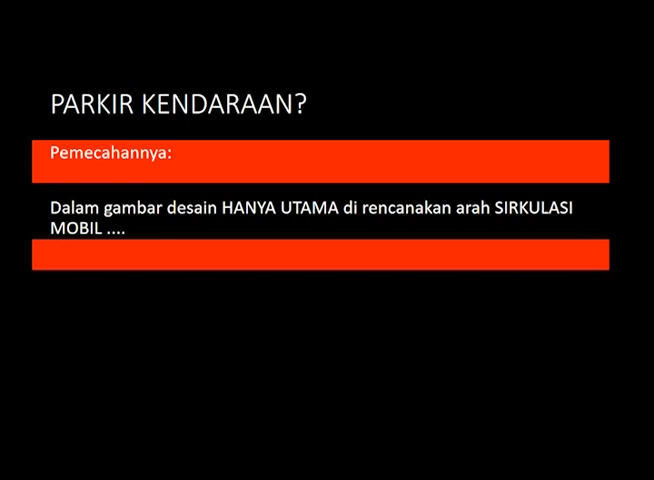 PARKIR KENDARAAN?
Pemecahannya:
Dalam gambar desain HANYA UTAMA di rencanakan arah SIRKULASI
MOBIL ....